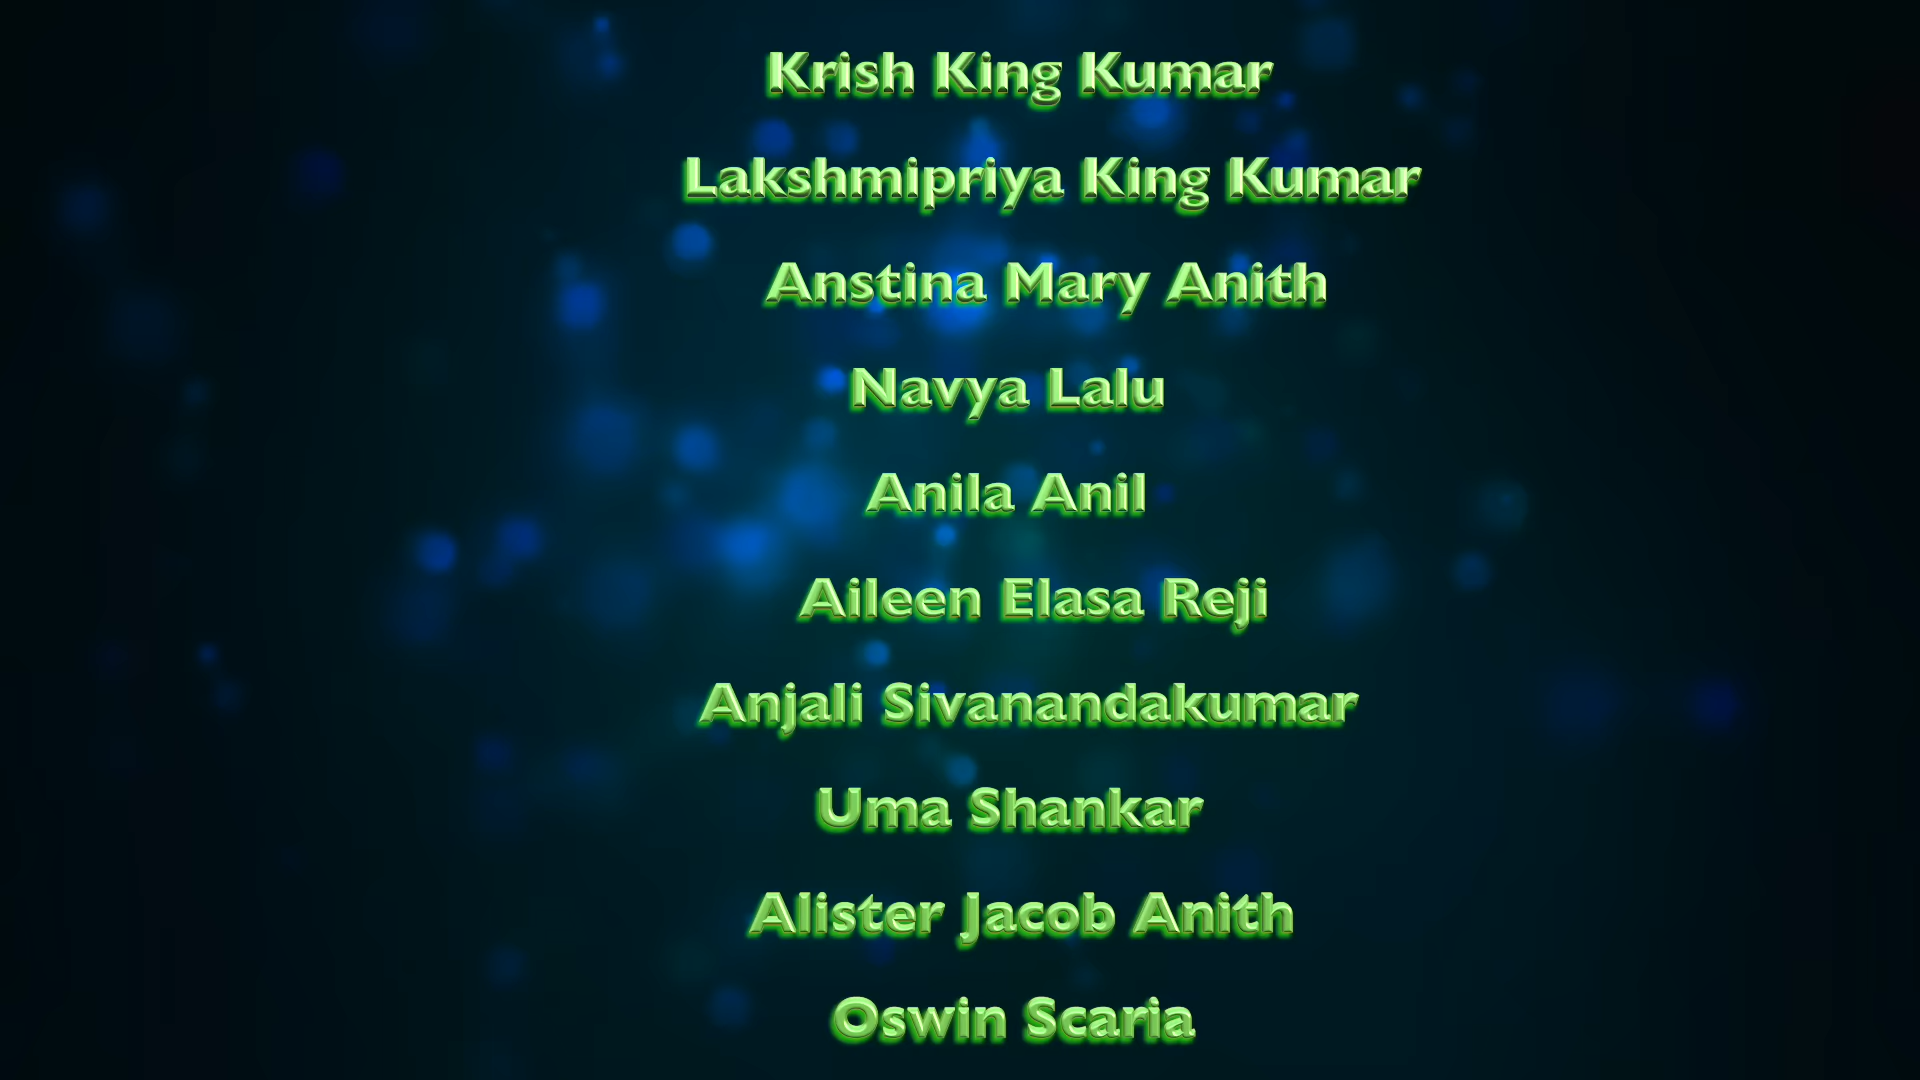 Krish King Kumar
Lakshmipriya King Kumar
Anstina Mary Anith
Navya Lalu
Anila Anil
Aileen Elasa Reji
Anjali Sivanandakumar
Uma Shankar
Alister Jacob Anith
Oswin Scaria